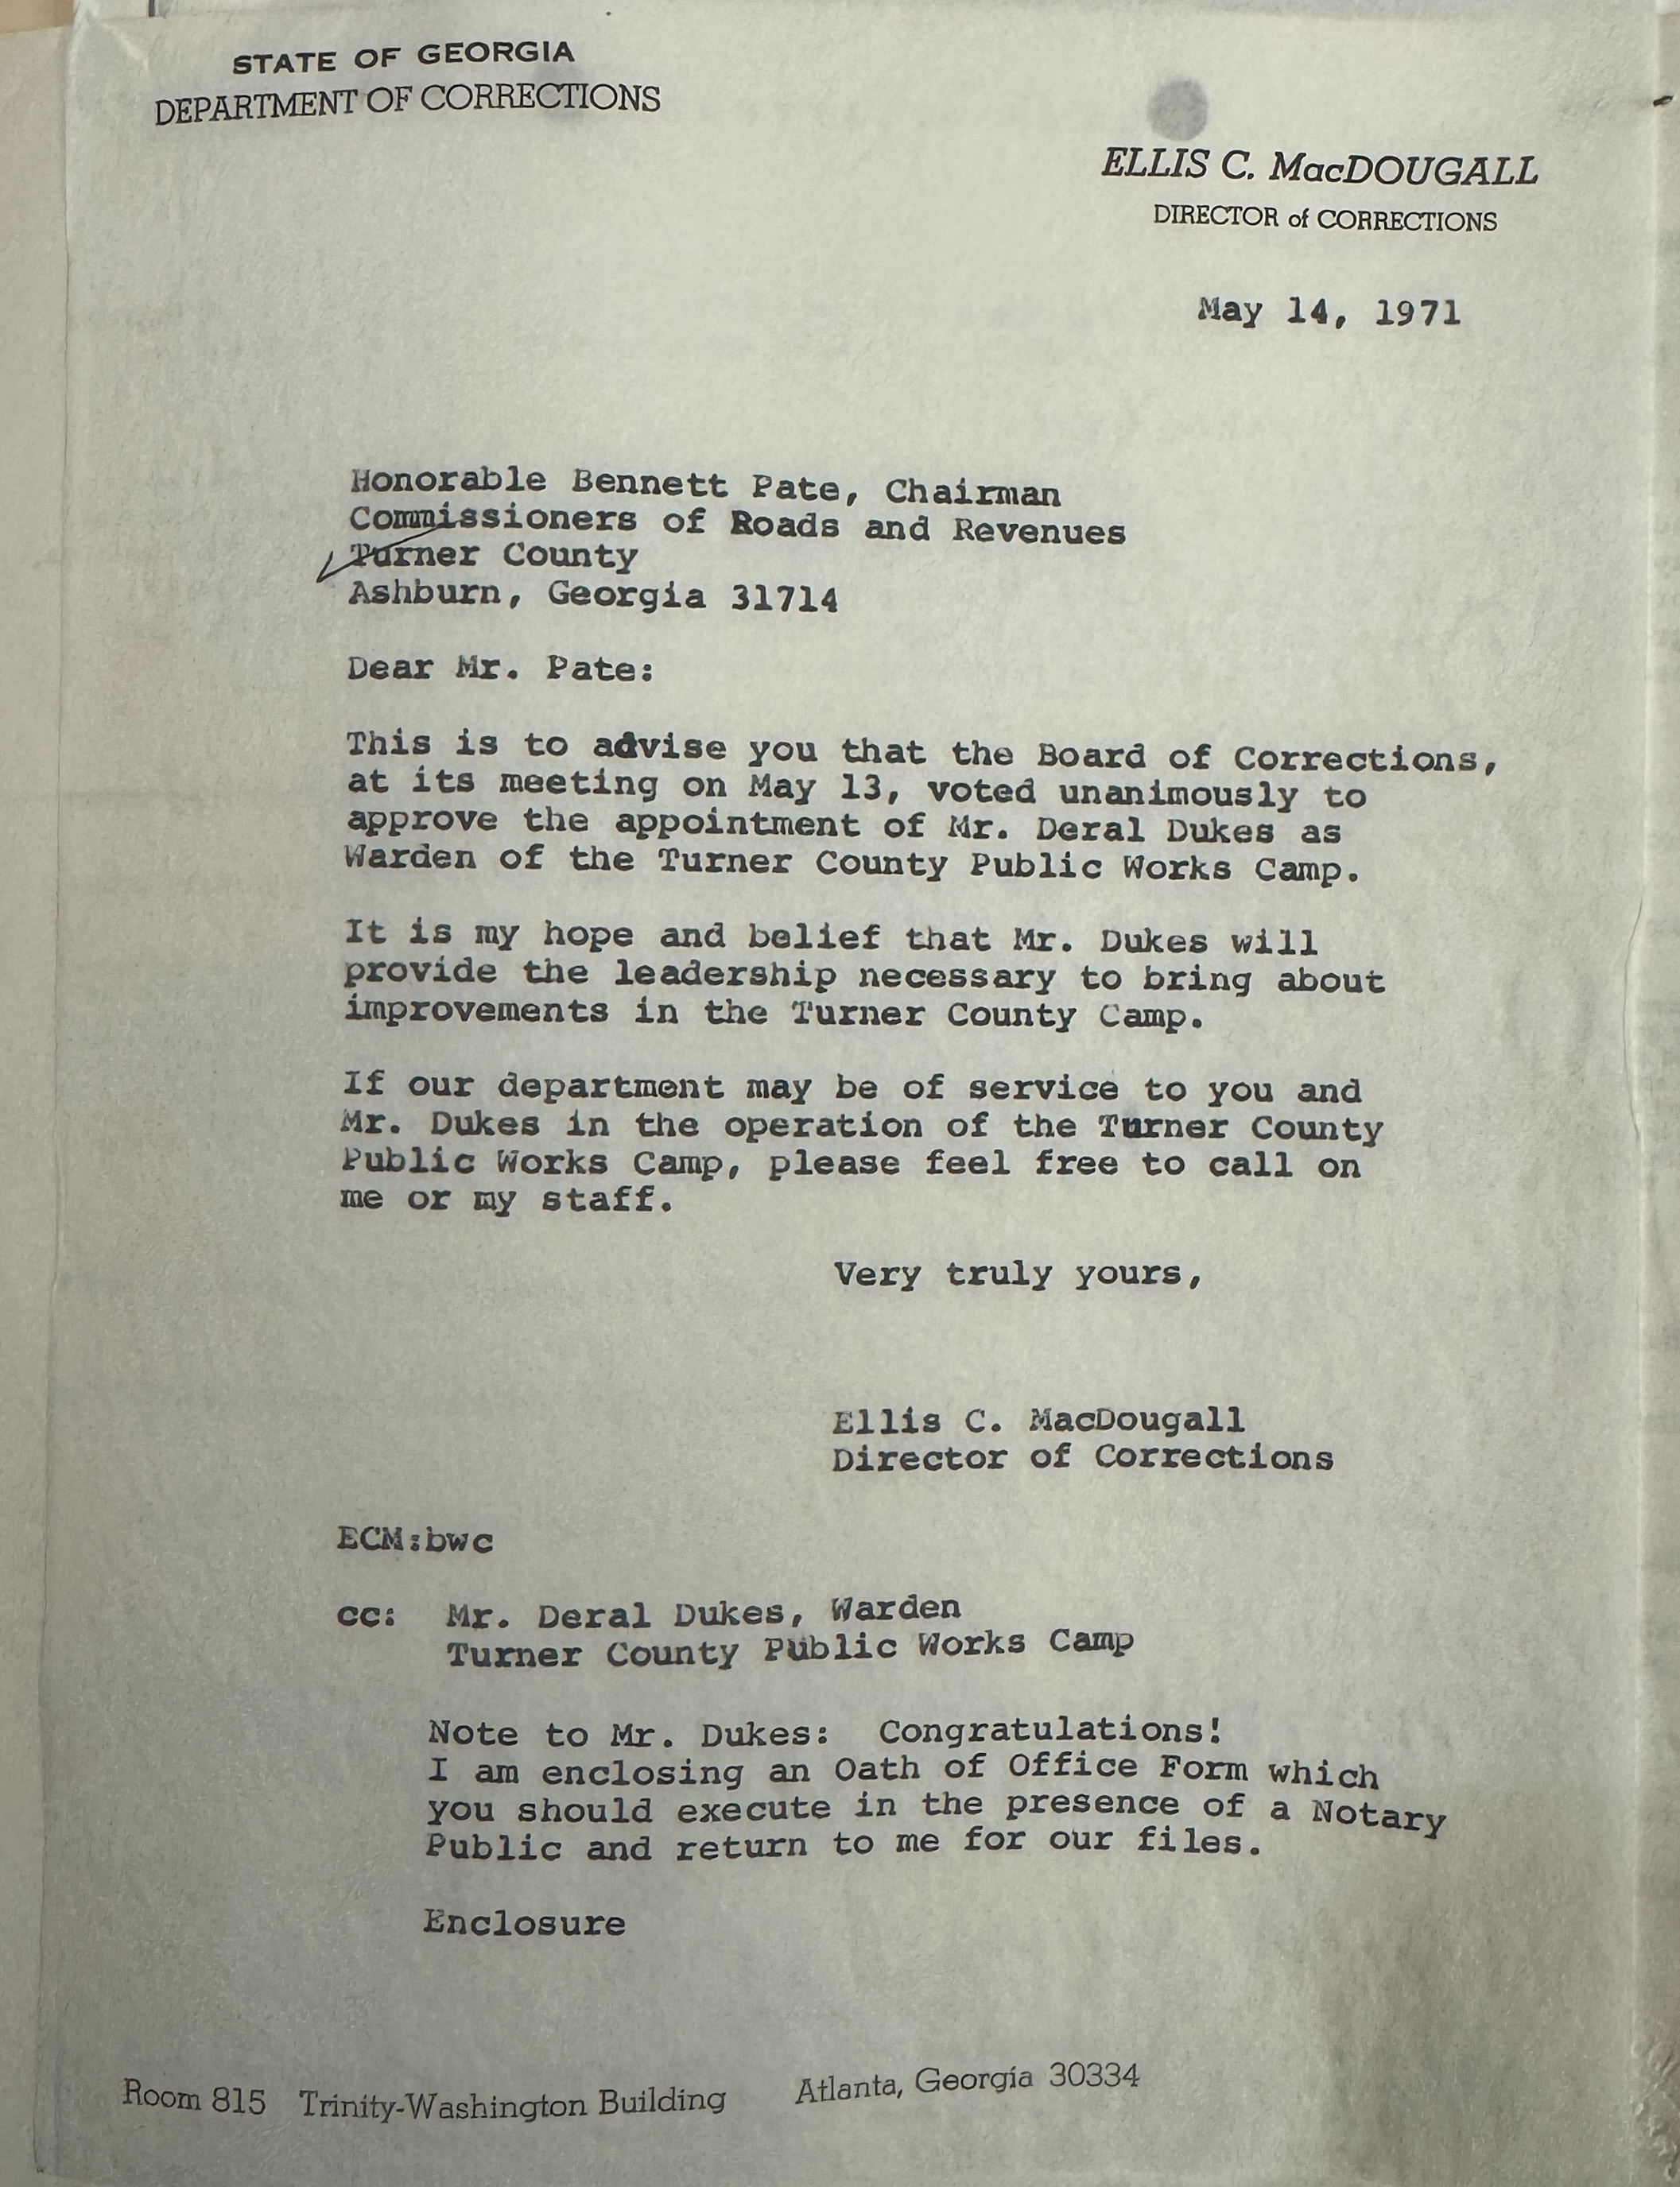 STATE OF GEORGIA
DEPARTMENT OF CORRECTIONS
ELLIS C. MacDOUGALL
DIRECTOR of CORRECTIONS
May 14, 1971
Honorable Bennett Pate, Chairman
Commissioners of Roads and Revenues
Turner County
Ashburn, Georgia 31714
Dear Mr. Pate:
This is to advise you that the Board of Corrections,
at its meeting on May 13, voted unanimously to
approve the appointment of Mr. Deral Dukes as
Warden of the Turner County Public Works Camp.
It is my hope and belief that Mr. Dukes will
provide the leadership necessary to bring about
improvements in the Turner County Camp.
If our department may be of service to you and
Mr. Dukes in the operation of the Turner County
Public Works Camp, please feel free to call on
me or my staff.
Very truly yours,
Ellis C. MacDougall
Director of Corrections
ECM:bwc
cc: Mr. Deral Dukes, Warden
Turner County Public Works Camp
Note to Mr. Dukes: Congratulations!
I am enclosing an Oath of Office Form which
you should execute in the presence of a Notary
Public and return to me for our files.
Enclosure
Room 815 Trinity-Washington Building Atlanta, Georgia 30334